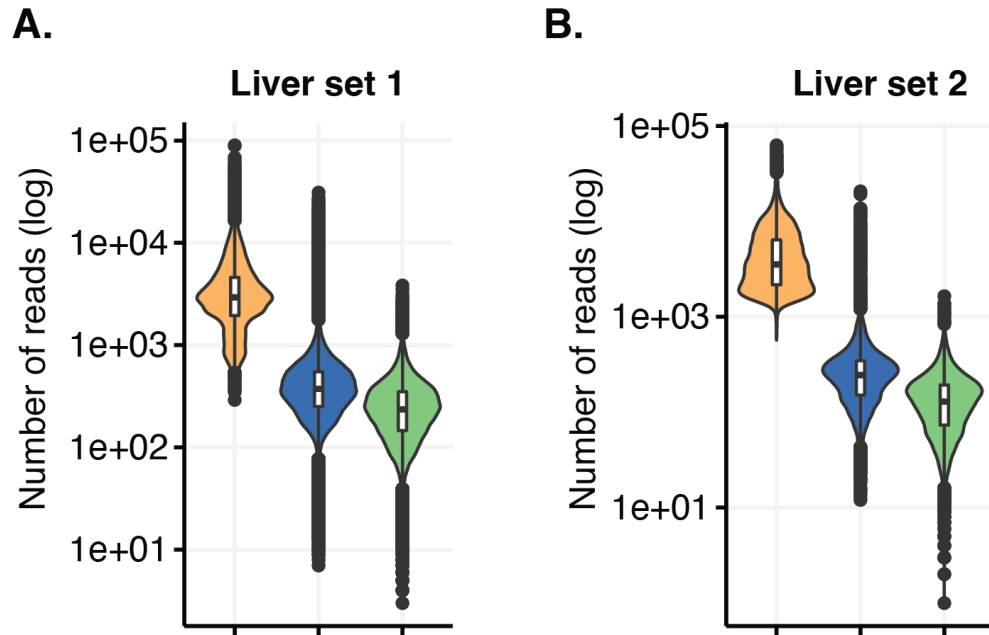 A.
Liver set 1
Number of reads (log)
1e+05
1e+04
1e+03
1e+02
1e+01
B.
Liver set 2
Number of reads (log)
1e+05
1e+03
1e+01